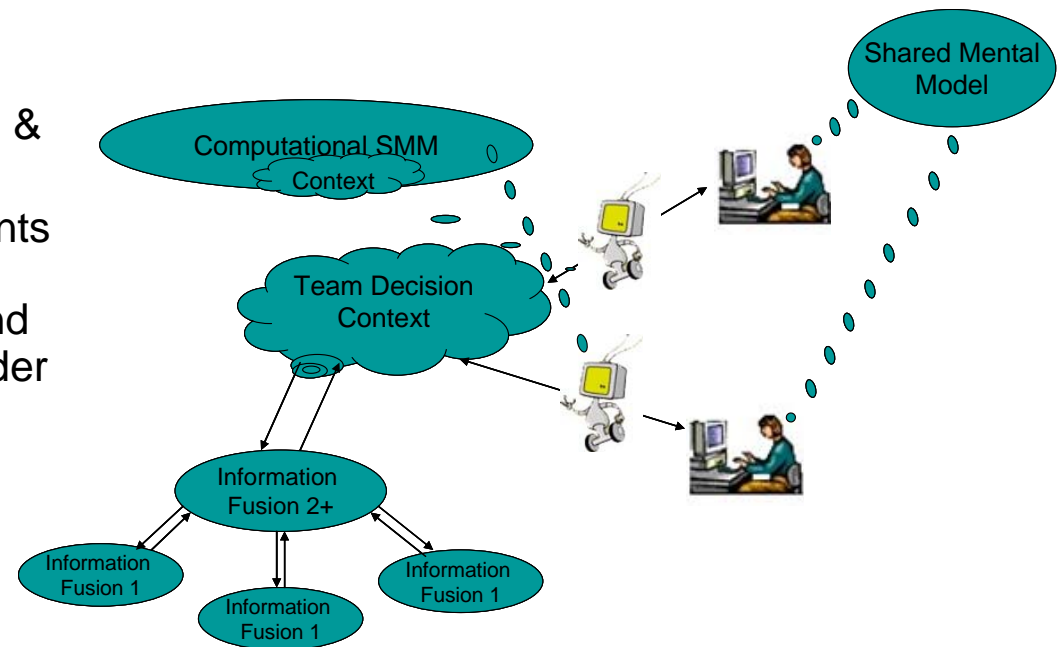 Shared Mental
Model
&
Computational SMM
Context
nts
Team Decision
Context
nd
der
Information
Fusion 2+
Information
Fusion 1
Information
Fusion 1
Information
Fusion 1